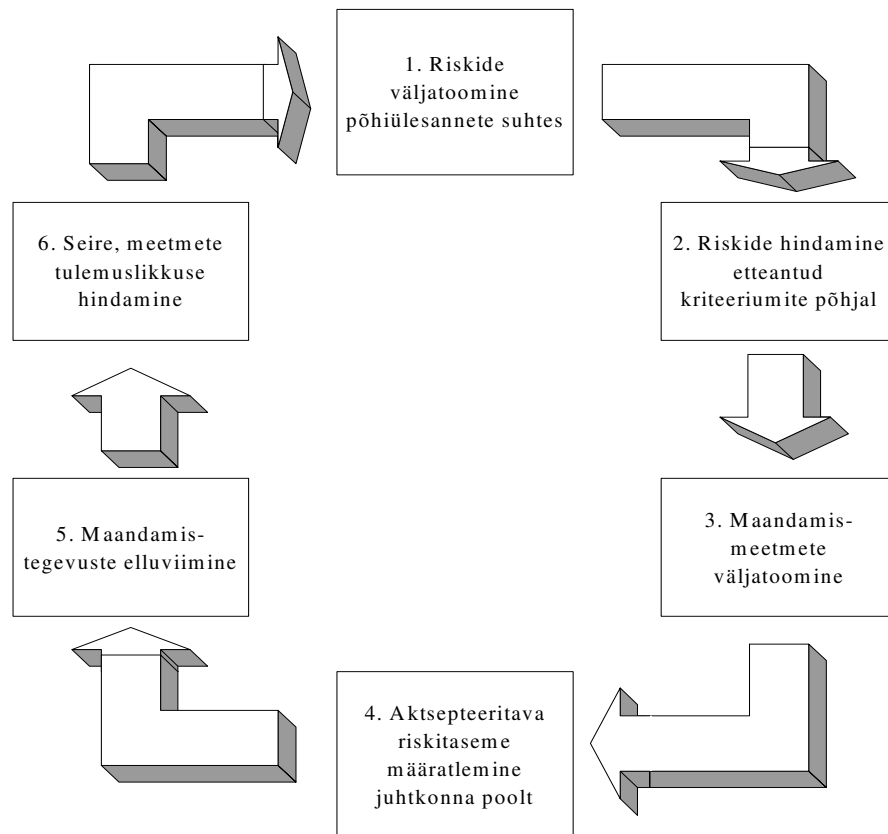 1. Riskide
väljatoomine
põhiülesannete suhtes
2. Riskide hindamine
etteantud
kriteeriumite põhjal
3. Maandamis-
meetmete
väljatoomine
4. Aktsepteeritava
riskitaseme
määratlemine
juhtkonna poolt
5. Maandamis-
tegevuste elluviimine
6. Seire, meetmete
tulemuslikkuse
hindamine